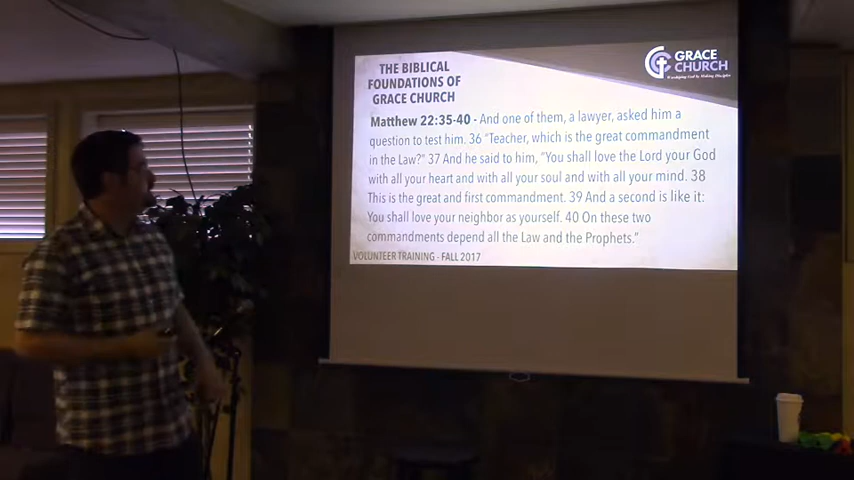 THE BIBLICAL
FOUNDATIONS OF
GRACE CHURCH
GRACE
CHURCH
Matthew 22:35-40 - And one of them, a lawyer, asked him a
question to test him. 36 “Teacher, which is the great commandment
in the Law?” 37 And he said to him, “You shall love the Lord your God
with all your heart and with all your soul and with all your mind. 38
This is the great and first commandment. 39 And a second is like it:
You shall love your neighbor as yourself. 40 On these two
commandments depend all the Law and the Prophets.”
VOLUNTEER TRAINING - FALL 2017